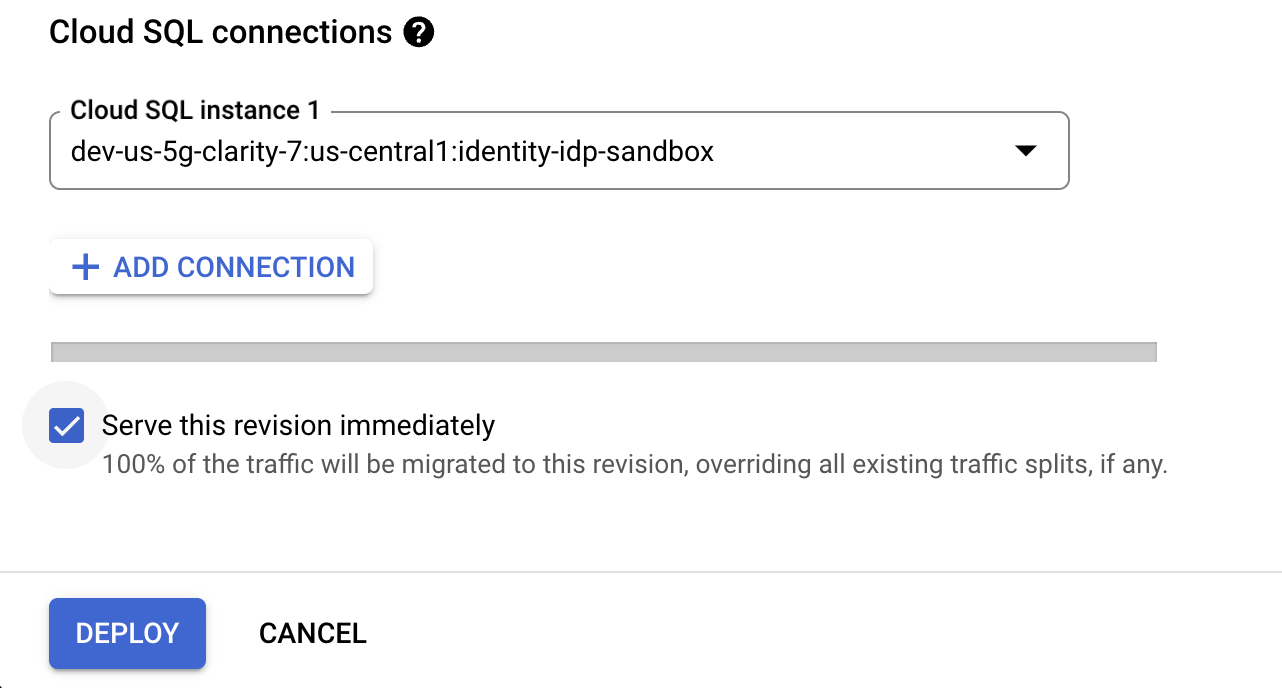 Cloud SQL connections ?
Cloud SQL instance 1
dev-us-5g-clarity-7:us-central1:identity-idp-sandbox
+ ADD CONNECTION
Serve this revision immediately
100% of the traffic will be migrated to this revision, overriding all existing traffic splits, if any.
DEPLOY CANCEL